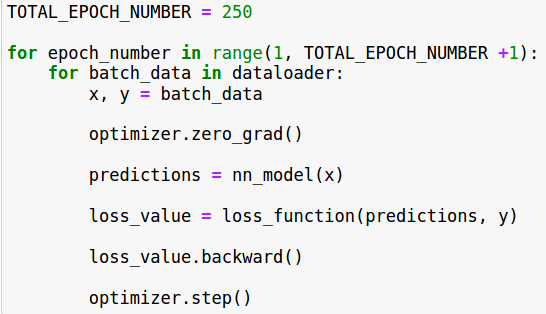 TOTAL_EPOCH_NUMBER = 250
for epoch_number in range(1, TOTAL_EPOCH_NUMBER +1):
    for batch_data in dataloader:
        x, y = batch_data
        optimizer.zero_grad()
        predictions = nn_model(x)
        loss_value = loss_function(predictions, y)
        loss_value.backward()
        optimizer.step()